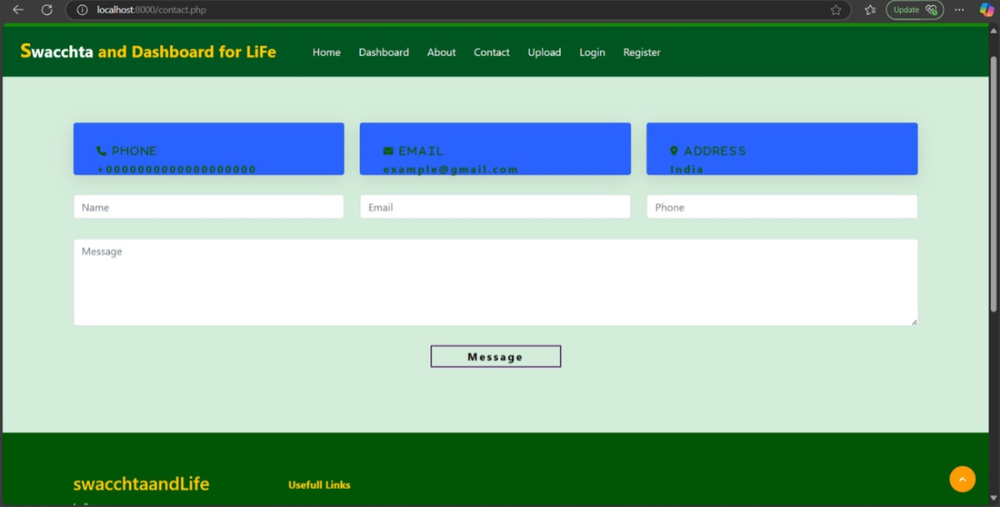 localhost:8000/contact.php
Update
Swacchta and Dashboard for LiFe Home Dashboard About Contact Upload Login Register
PHONE
+0000000000000000000
EMAIL
example@gmail.com
ADDRESS
India
Name
Email
Phone
Message
Message
swacchtaandLife
Usefull Links